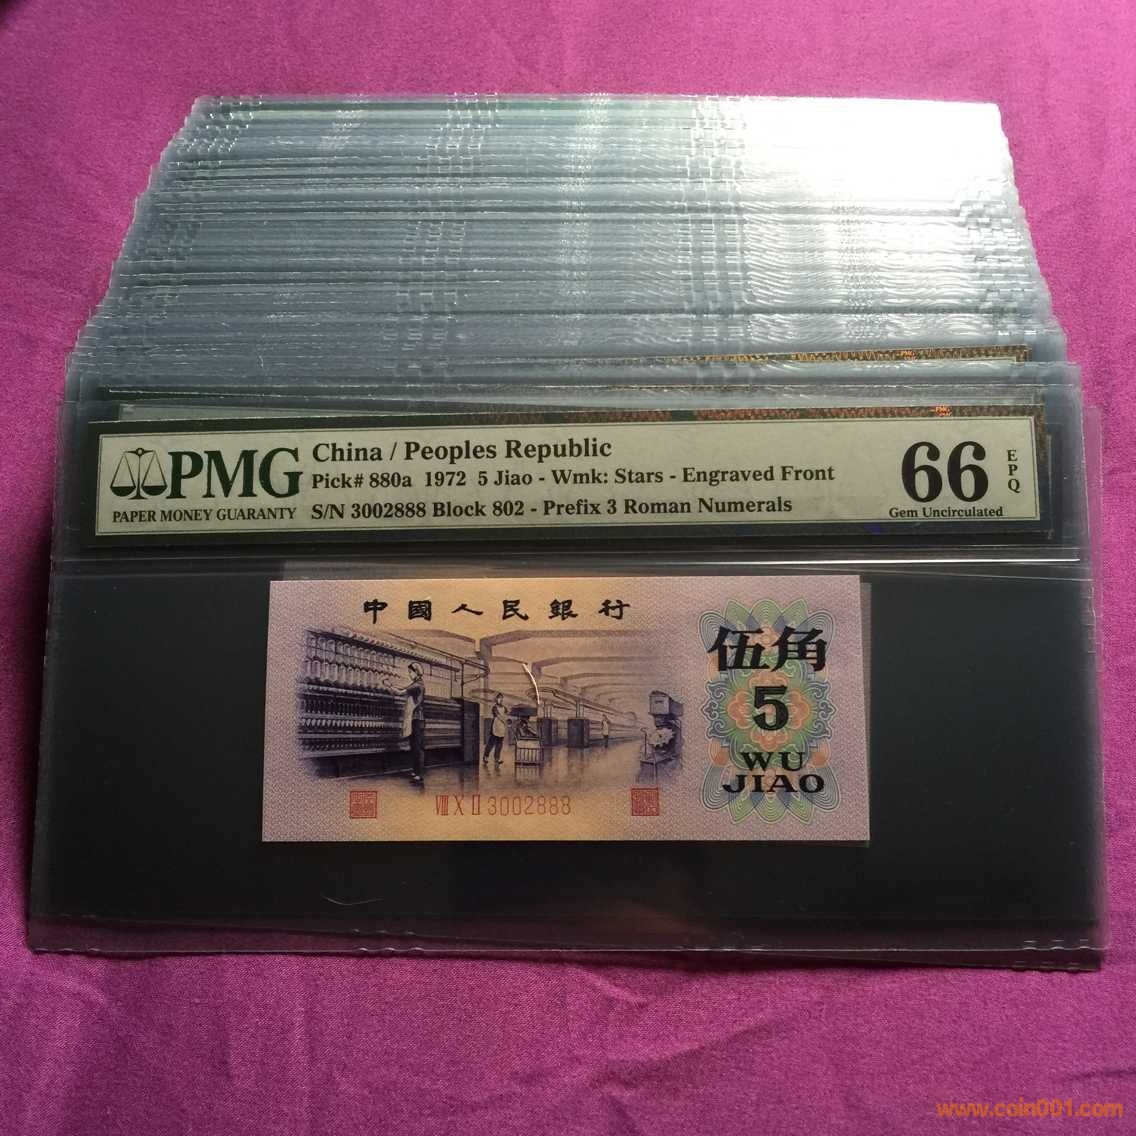 China / Peoples Republic
PMG
Pick# 880a 1972 5 Jiao - Wmk: Stars - Engraved Front
PAPER MONEY GUARANTY
S/N 3002888 Block 802 - Prefix 3 Roman Numerals
66
EPQ
Gem Uncirculated
中國人民銀行
伍角
5
WU
JIAO
VIII X II 3002888
www.coin001.com